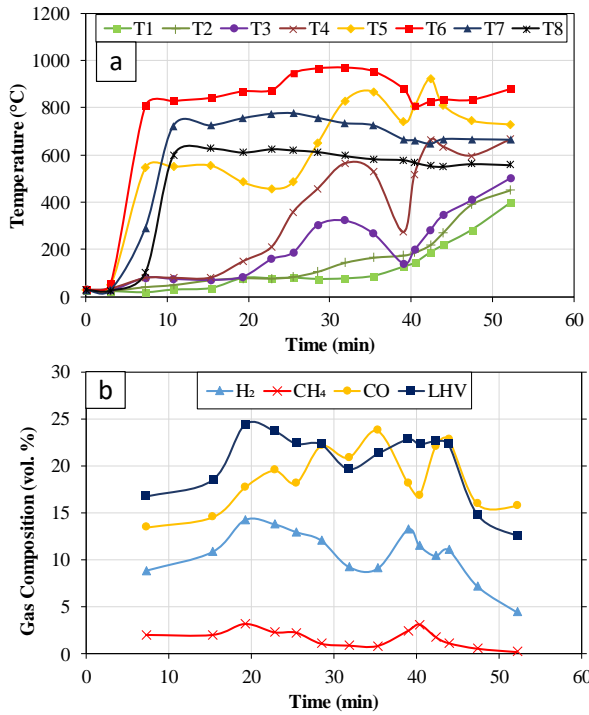 1200
T1 T2 T3 T4 T5 T6 T7 T8
a
1000
800
600
400
200
0
Temperature (°C)
0 10 20 30 40 50 60
Time (min)
30
b
H₂ CH₄ CO LHV
25
20
15
10
5
0
Gas Composition (vol. %)
0 10 20 30 40 50 60
Time (min)